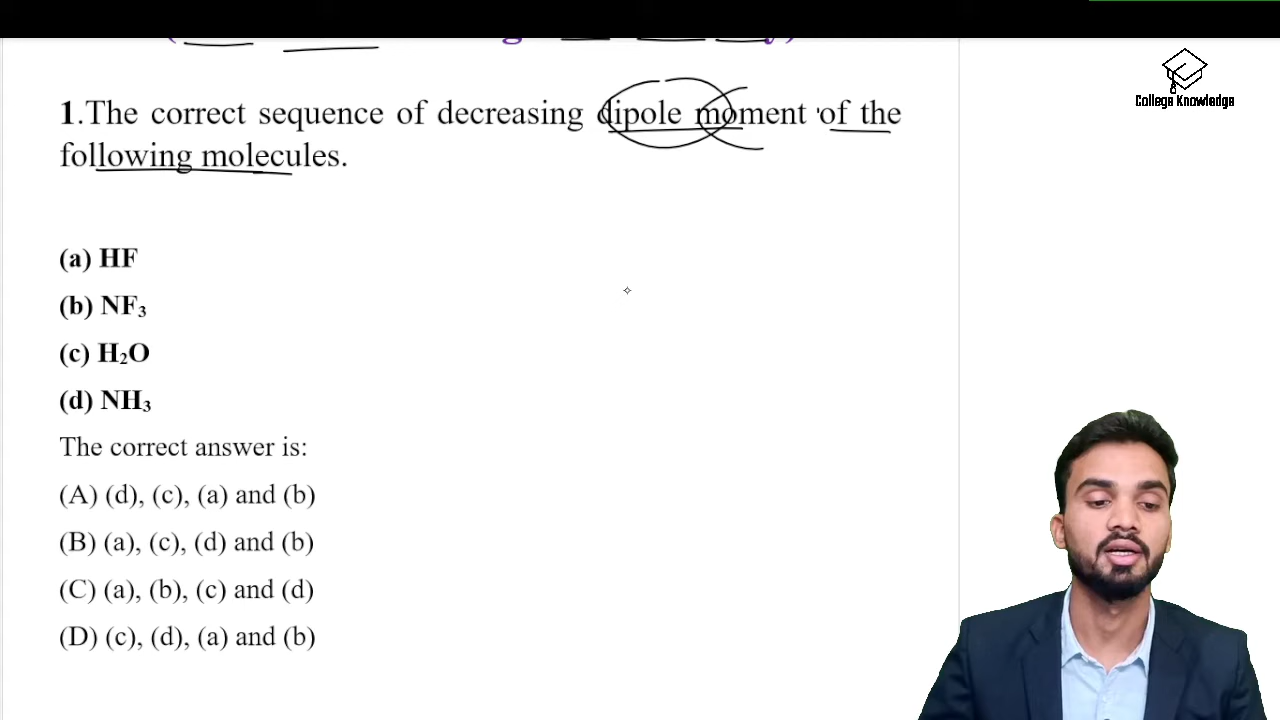 College Knowledge
1.The correct sequence of decreasing dipole moment of the
following molecules.
(a) HF
(b) NF₃
(c) H₂O
(d) NH₃
The correct answer is:
(A) (d), (c), (a) and (b)
(B) (a), (c), (d) and (b)
(C) (a), (b), (c) and (d)
(D) (c), (d), (a) and (b)